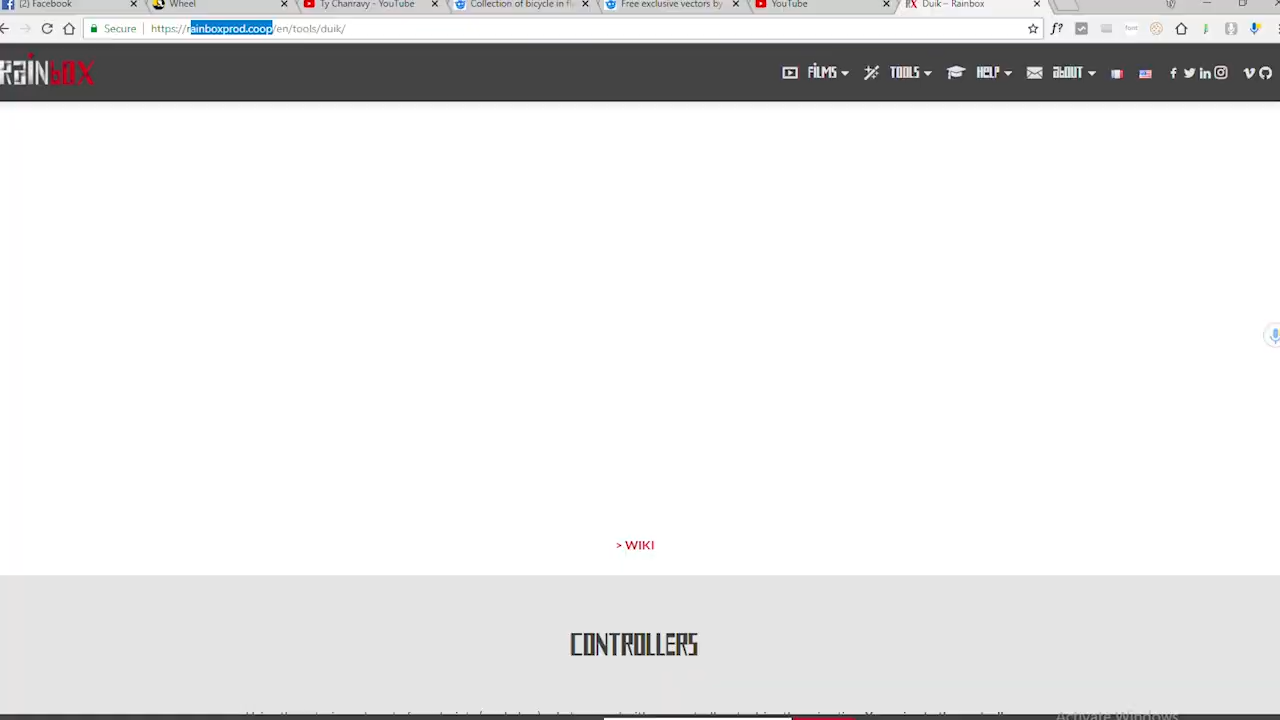 (2) Facebook
Wheel
Ty Chanravy - YouTube
Collection of bicycle in fl
Free exclusive vectors by
YouTube
Duik – Rainbox
Secure
https://rainboxprod.coop/en/tools/duik/
f?
font
RAINBOX
FILMS
TOOLS
HELP
ABOUT
> WIKI
CONTROLLERS
Activate Windows